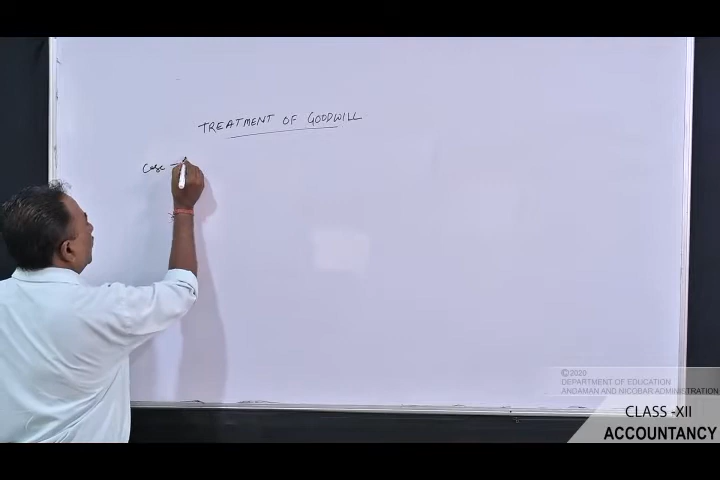 TREATMENT OF GOODWILL
Case -
©2020
DEPARTMENT OF EDUCATION
ANDAMAN AND NICOBAR ADMINISTRATION
CLASS -XII
ACCOUNTANCY